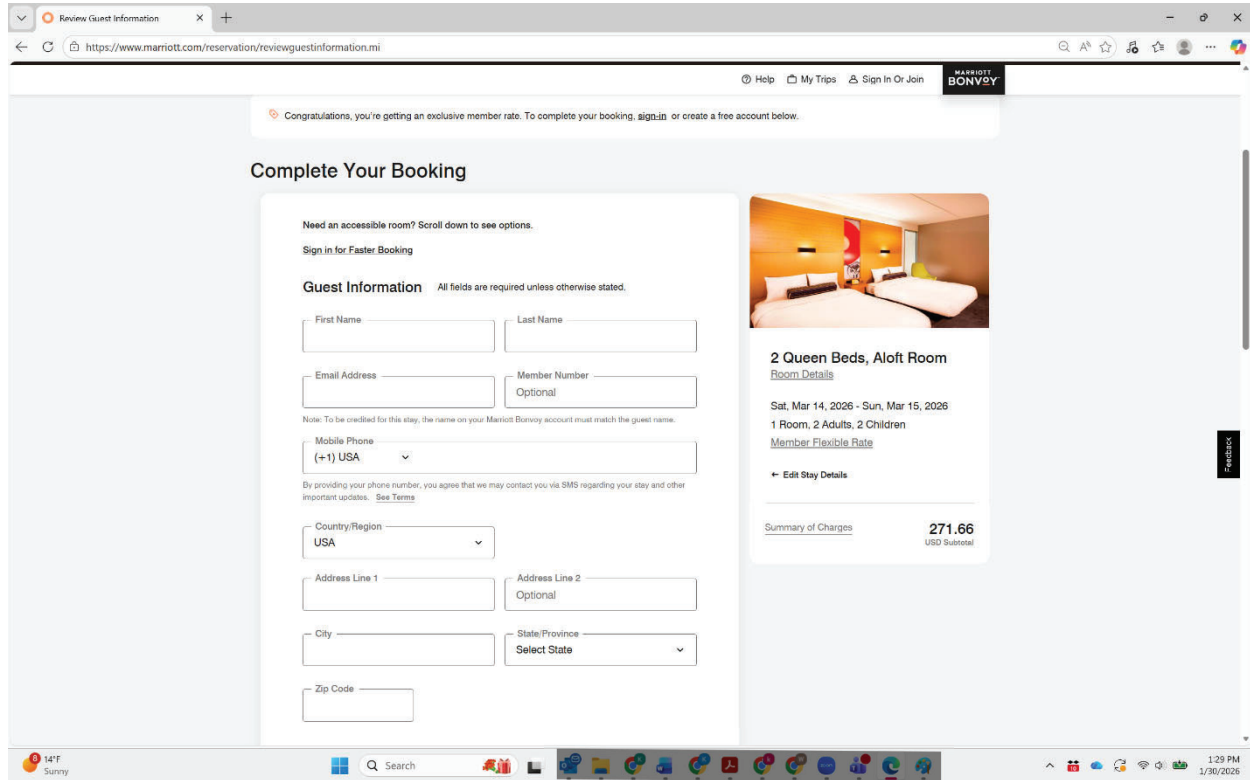 Review Guest Information
https://www.marriott.com/reservation/reviewguestinformation.mi
Help My Trips Sign In Or Join
MARRIOTT
BONVOY
Congratulations, you're getting an exclusive member rate. To complete your booking, sign-in or create a free account below.
Complete Your Booking
Need an accessible room? Scroll down to see options.
Sign in for Faster Booking
Guest Information All fields are required unless otherwise stated.
First Name
Last Name
Email Address
Member Number
Optional
Note: To be credited for this stay, the name on your Marriott Bonvoy account must match the guest name.
Mobile Phone
(+1) USA
By providing your phone number, you agree that we may contact you via SMS regarding your stay and other
important updates. See Terms
Country/Region
USA
Address Line 1
Address Line 2
Optional
City
State/Province
Select State
Zip Code
2 Queen Beds, Aloft Room
Room Details
Sat, Mar 14, 2026 - Sun, Mar 15, 2026
1 Room, 2 Adults, 2 Children
Member Flexible Rate
← Edit Stay Details
Summary of Charges 271.66
USD Subtotal
Feedback
8
14°F
Sunny
Search
1:29 PM
1/30/2026